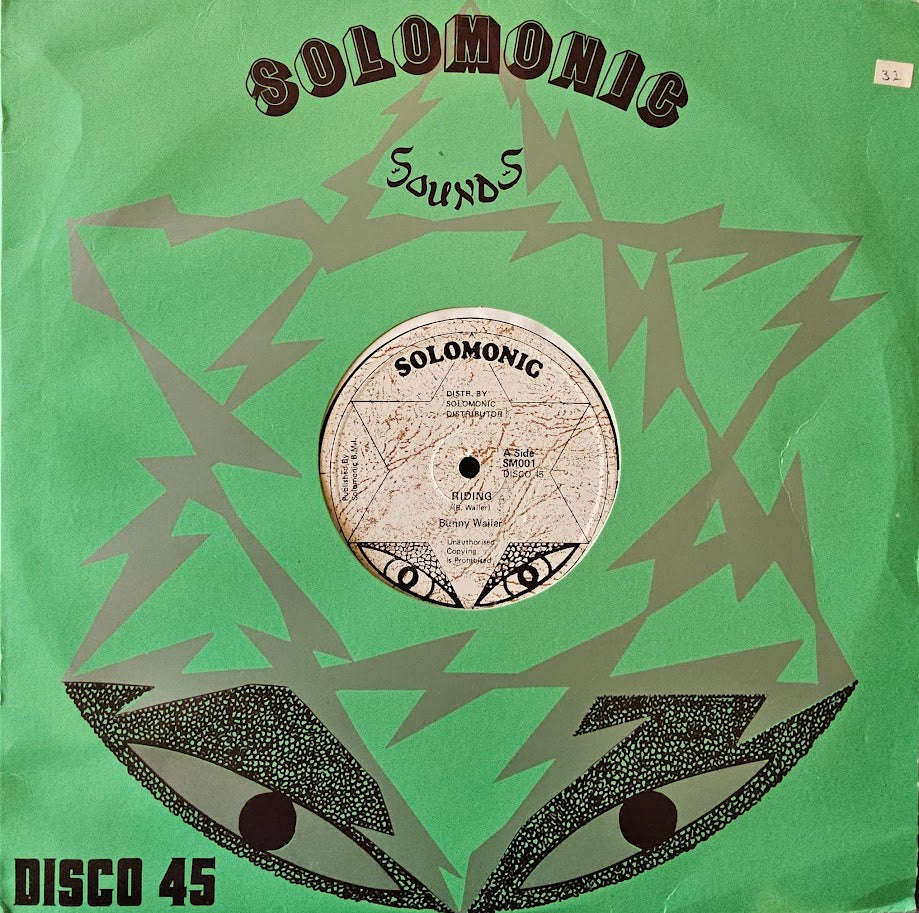 SOLOMONIC
32
SOUNDS
SOLOMONIC
DISTR. BY
SOLOMONIC
DISTRIBUTOR
A Side
SM001
DISCO 45
Published By
Solomonic B.M.I.
RIDING
(B. Wailer)
Bunny Wailer
Unauthorised
Copying
is Prohibited
DISCO 45